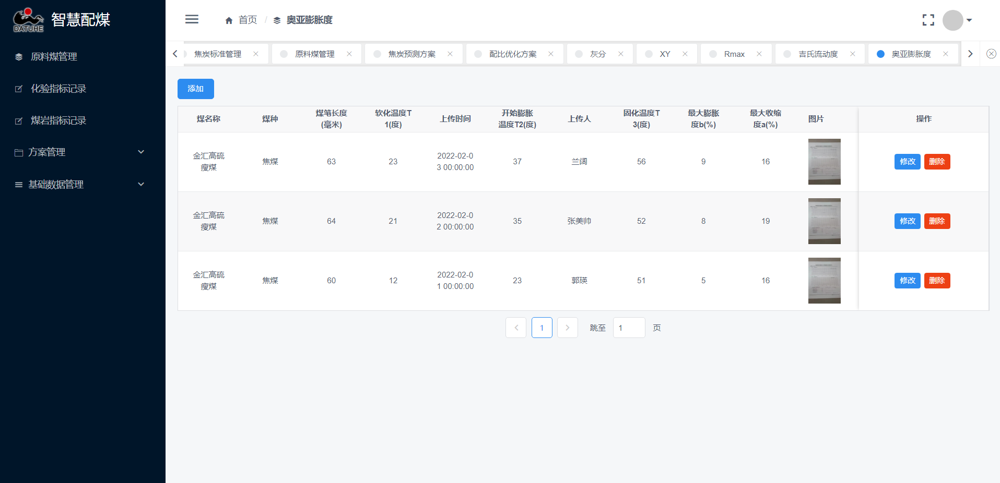 DATUHE
智慧配煤
原料煤管理
化验指标记录
煤岩指标记录
方案管理
基础数据管理
首页 / 奥亚膨胀度
焦炭标准管理
原料煤管理
焦炭预测方案
配比优化方案
灰分
XY
Rmax
吉氏流动度
奥亚膨胀度
添加
煤名称
煤种
煤笔长度
(毫米)
软化温度T
1(度)
上传时间
开始膨胀
温度T2(度)
上传人
固化温度T
3(度)
最大膨胀
度b(%)
最大收缩
度a(%)
图片
操作
金汇高硫
瘦煤
焦煤
63
23
2022-02-0
3 00:00:00
37
兰阔
56
9
16
修改
删除
金汇高硫
瘦煤
焦煤
64
21
2022-02-0
2 00:00:00
35
张美帅
52
8
19
修改
删除
金汇高硫
瘦煤
焦煤
60
12
2022-02-0
1 00:00:00
23
郭瑛
51
5
16
修改
删除
1
跳至
1
页